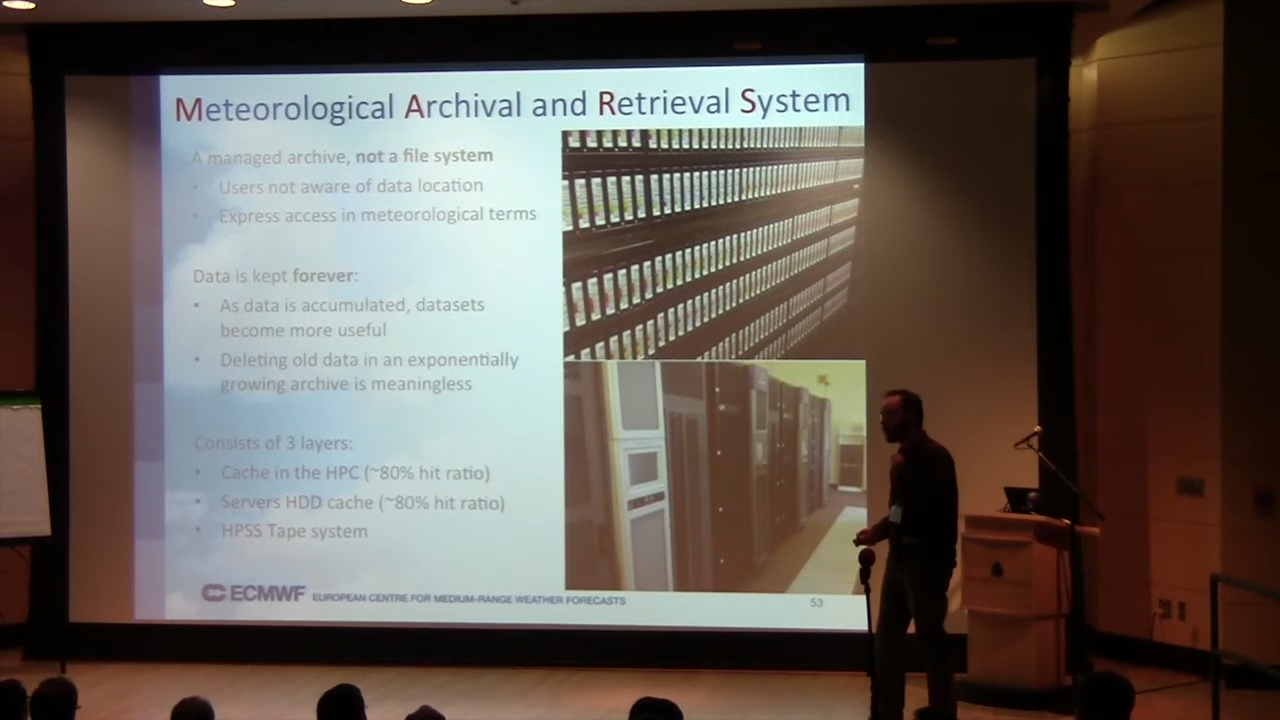 Meteorological Archival and Retrieval System
A managed archive, not a file system
• Users not aware of data location
• Express access in meteorological terms
Data is kept forever:
• As data is accumulated, datasets
become more useful
• Deleting old data in an exponentially
growing archive is meaningless
Consists of 3 layers:
• Cache in the HPC (~80% hit ratio)
• Servers HDD cache (~80% hit ratio)
• HPSS Tape system
ECMWF EUROPEAN CENTRE FOR MEDIUM-RANGE WEATHER FORECASTS 53